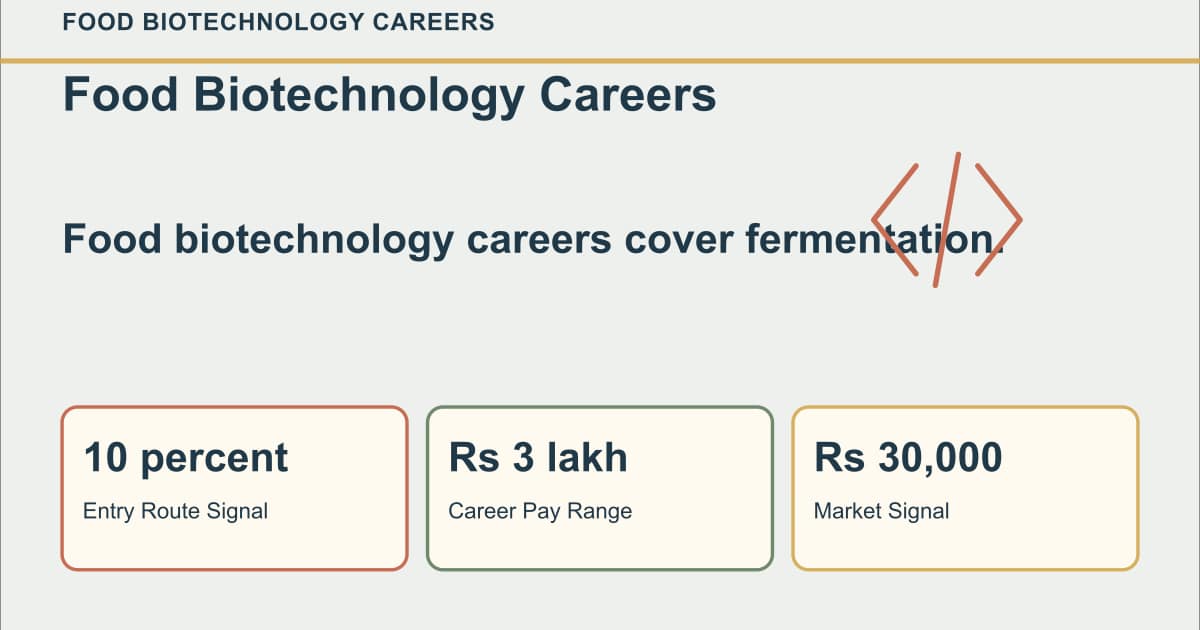 FOOD BIOTECHNOLOGY CAREERS
Food Biotechnology Careers
Food biotechnology careers cover fermentation.
10 percent
Entry Route Signal
Rs 3 lakh
Career Pay Range
Rs 30,000
Market Signal